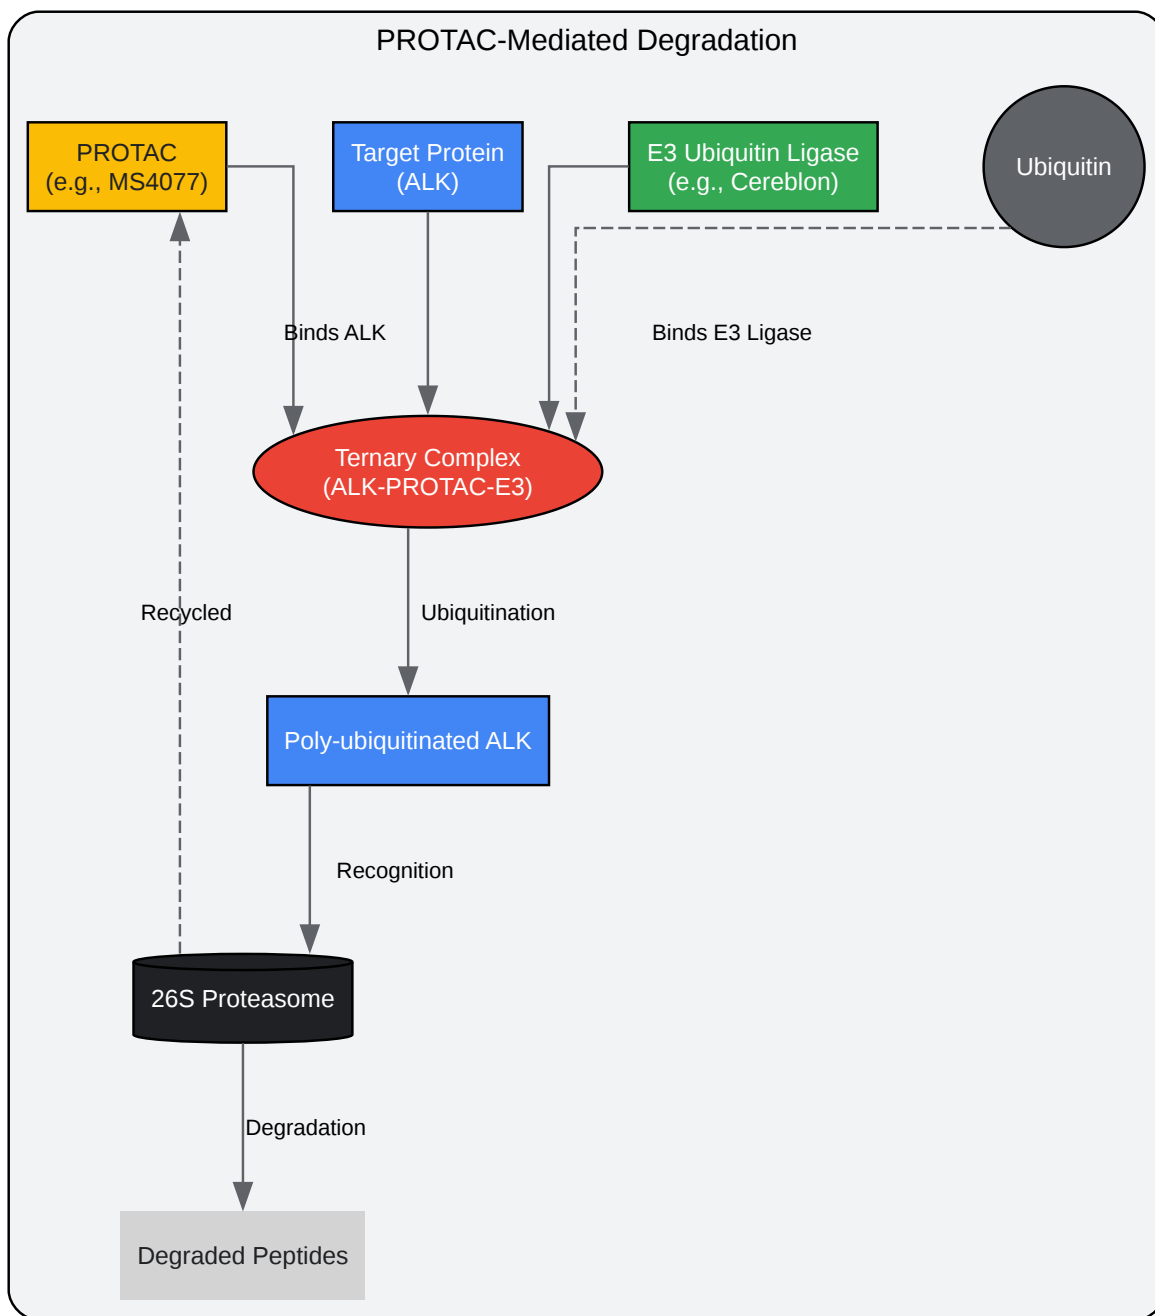 PROTAC-Mediated Degradation
PROTAC
(e.g., MS4077)
Target Protein
(ALK)
E3 Ubiquitin Ligase
(e.g., Cereblon)
Ubiquitin
Binds ALK
Binds E3 Ligase
Ternary Complex
(ALK-PROTAC-E3)
Recycled
Ubiquitination
Poly-ubiquitinated ALK
Recognition
26S Proteasome
Degradation
Degraded Peptides